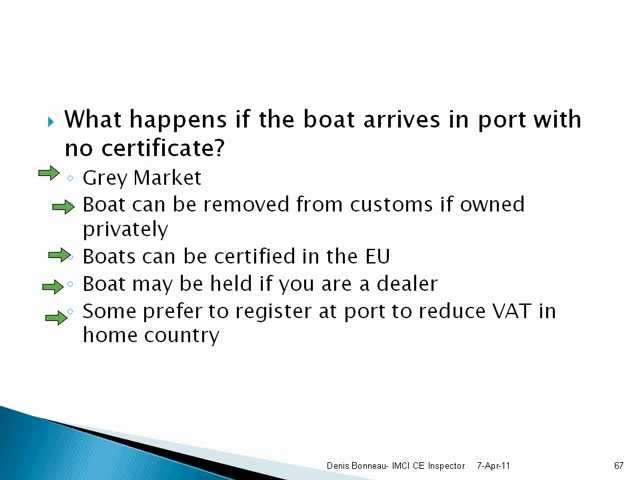 What happens if the boat arrives in port with
no certificate?
Grey Market
Boat can be removed from customs if owned
privately
Boats can be certified in the EU
Boat may be held if you are a dealer
Some prefer to register at port to reduce VAT in
home country
Denis Bonneau- IMCI CE Inspector 7-Apr-11 67